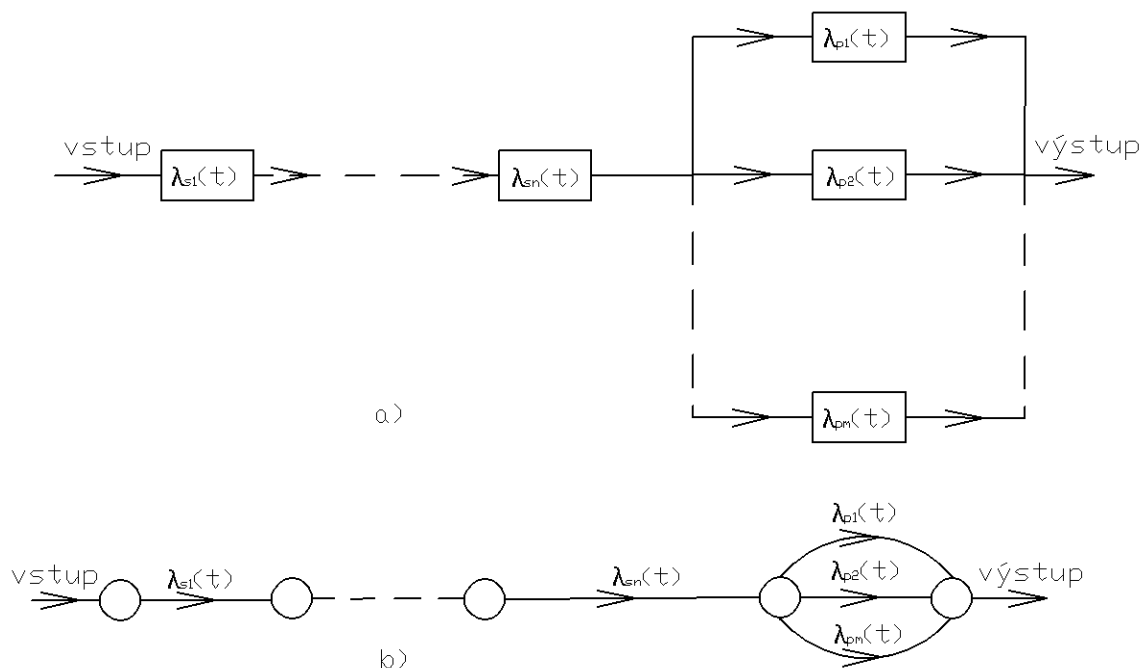 λp1(t)
vstup
λs1(t)
λsn(t)
λp2(t)
výstup
λpm(t)
a)
λp1(t)
vstup
λs1(t)
λsn(t)
λp2(t)
výstup
λpm(t)
b)